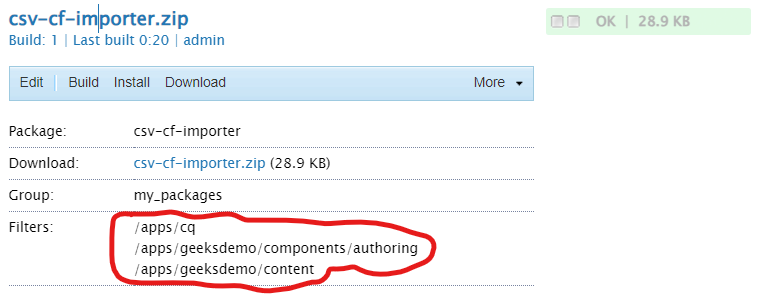 csv-cf-importer.zip
Build: 1 | Last built 0:20 | admin
OK | 28.9 KB
Edit Build Install Download More
Package: csv-cf-importer
Download: csv-cf-importer.zip (28.9 KB)
Group: my_packages
Filters: /apps/cq
/apps/geeksdemo/components/authoring
/apps/geeksdemo/content